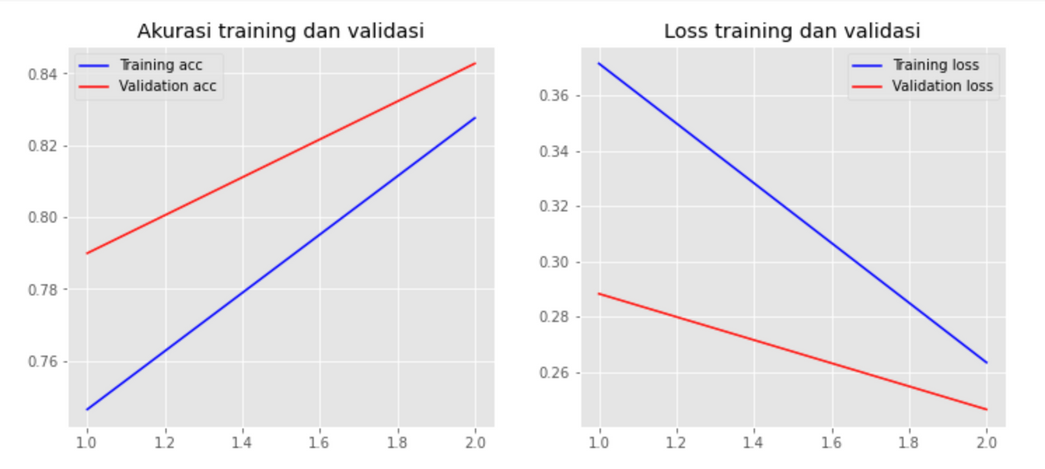 Akurasi training dan validasi
Training acc
Validation acc
0.84
0.82
0.80
0.78
0.76
1.0 1.2 1.4 1.6 1.8 2.0
Loss training dan validasi
Training loss
Validation loss
0.36
0.34
0.32
0.30
0.28
0.26
1.0 1.2 1.4 1.6 1.8 2.0